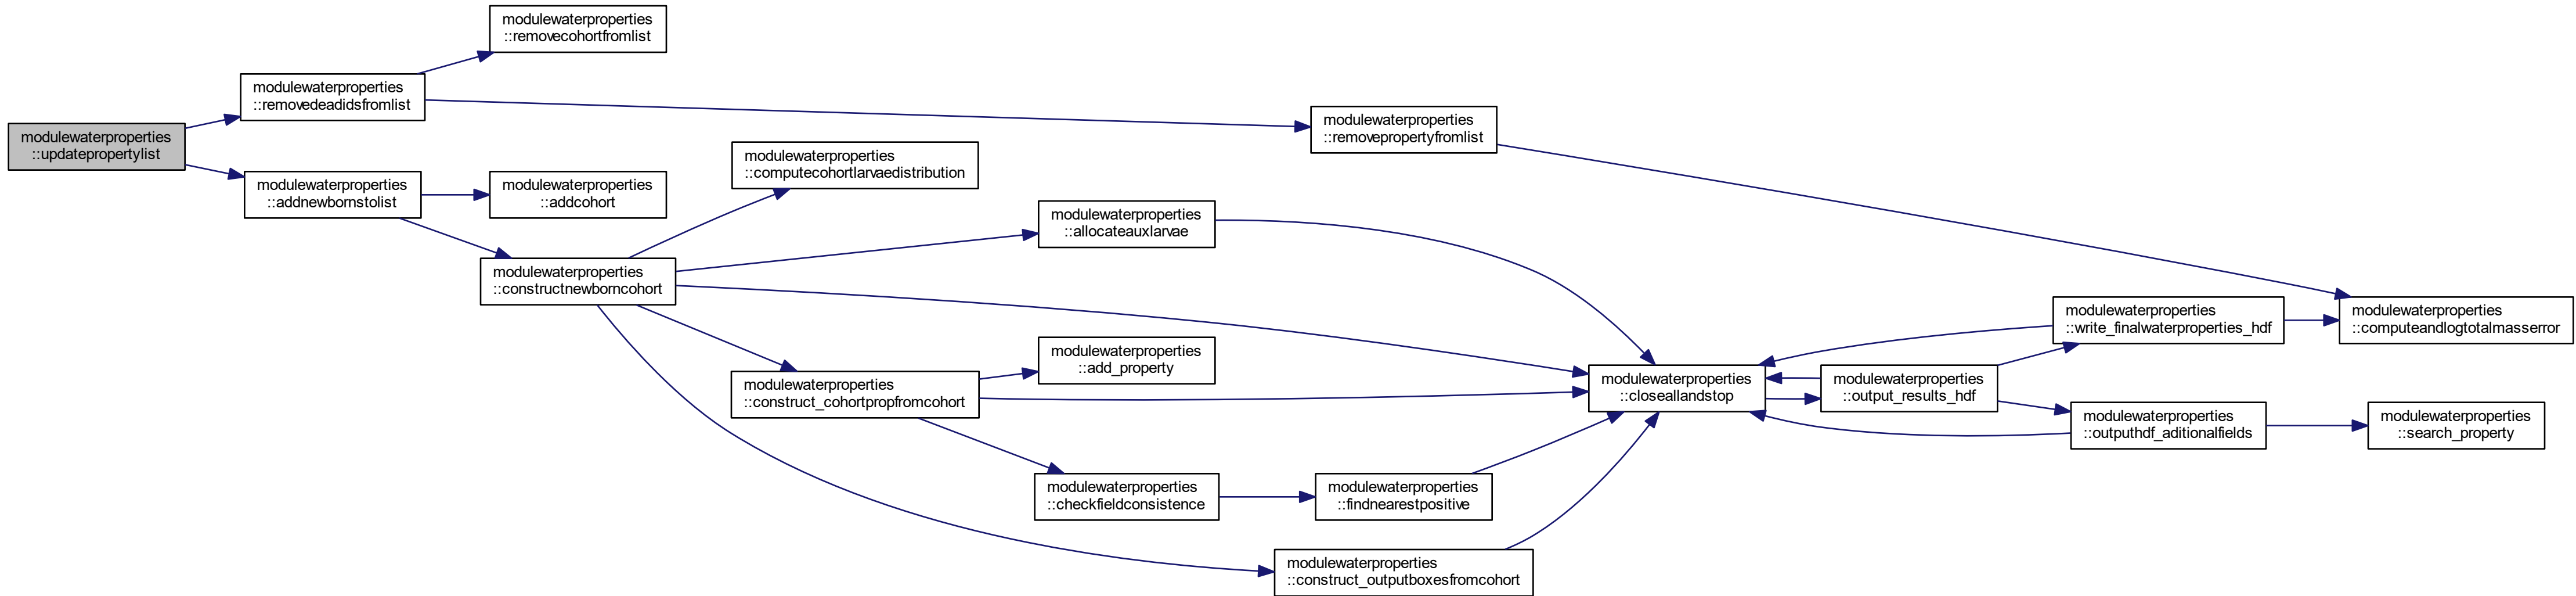 modulewaterproperties
::updatepropertylist
modulewaterproperties
::removedeadidsfromlist
modulewaterproperties
::addnewbornstolist
modulewaterproperties
::removecohortfromlist
modulewaterproperties
::addcohort
modulewaterproperties
::constructnewborncohort
modulewaterproperties
::computecohortlarvaedistribution
modulewaterproperties
::construct_cohortpropfromcohort
modulewaterproperties
::allocateauxlarvae
modulewaterproperties
::add_property
modulewaterproperties
::checkfieldconsistence
modulewaterproperties
::removepropertyfromlist
modulewaterproperties
::findnearestpositive
modulewaterproperties
::construct_outputboxesfromcohort
modulewaterproperties
::closeallandstop
modulewaterproperties
::output_results_hdf
modulewaterproperties
::write_finalwaterproperties_hdf
modulewaterproperties
::outputhdf_aditionalfields
modulewaterproperties
::computeandlogtotalmasserror
modulewaterproperties
::search_property